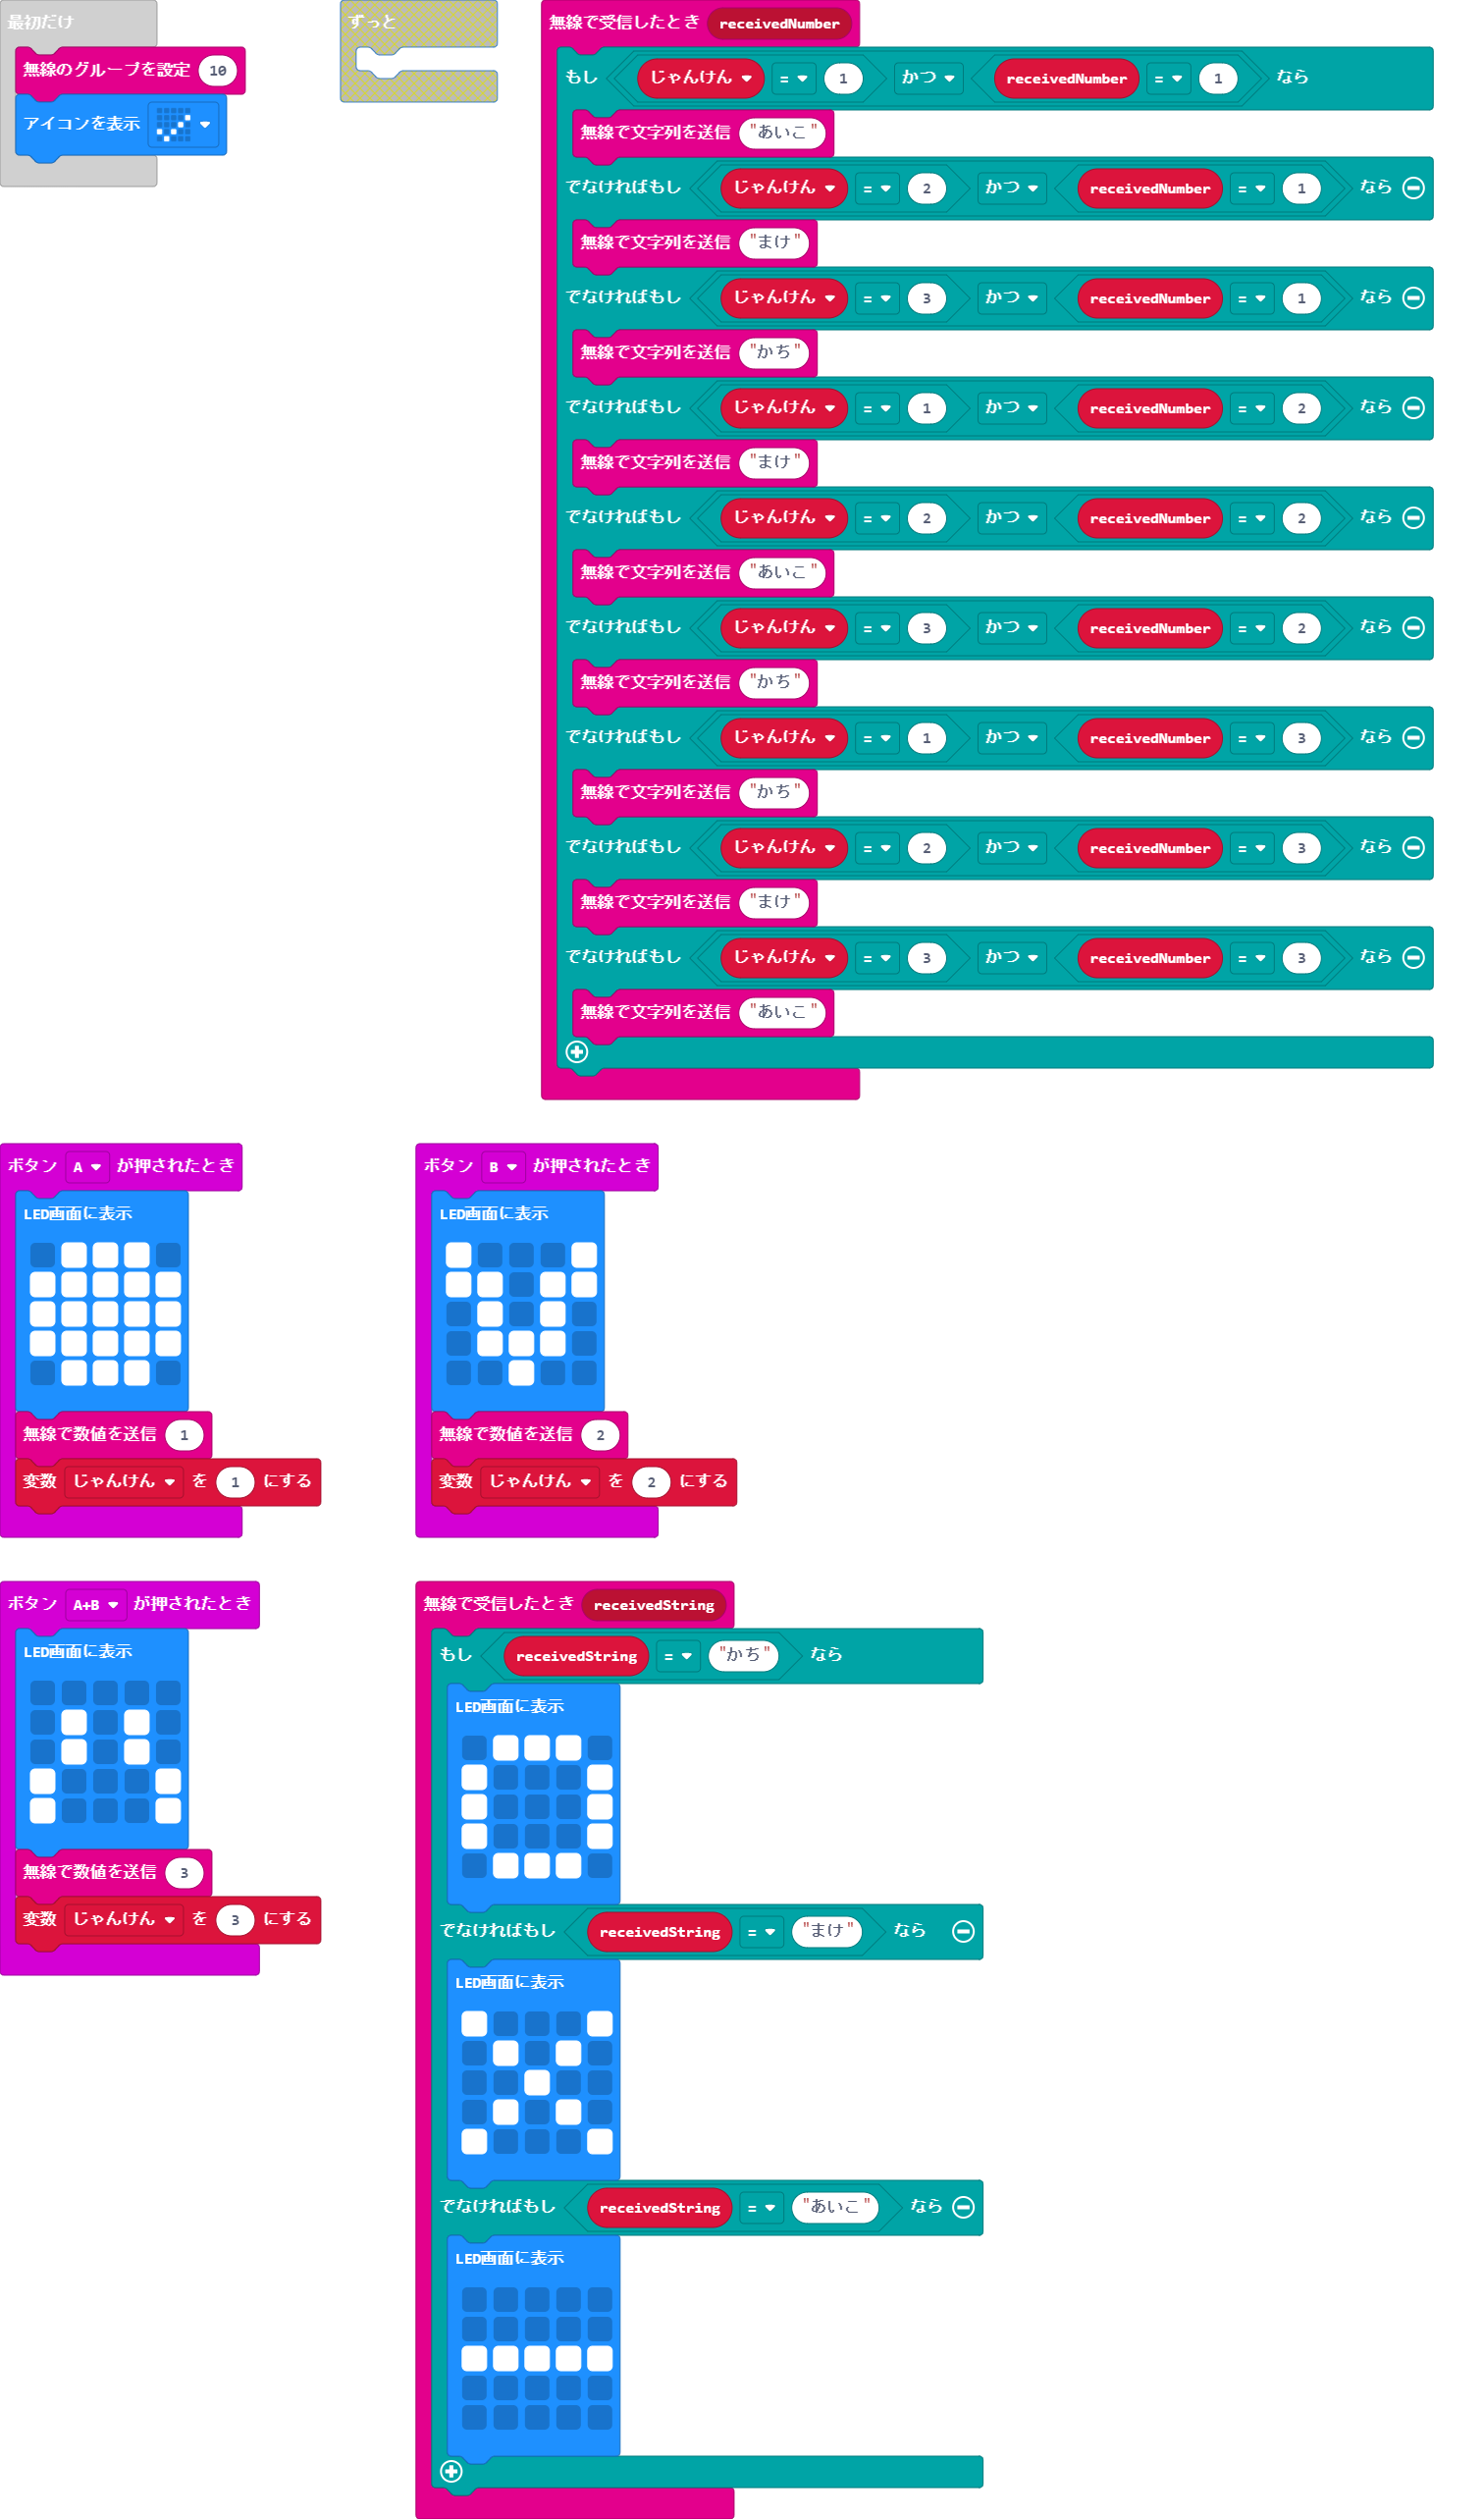 最初だけ
無線のグループを設定 10
アイコンを表示
ずっと
無線で受信したとき receivedNumber
もし じゃんけん = 1 かつ receivedNumber = 1 なら
無線で文字列を送信 "あいこ"
でなければもし じゃんけん = 2 かつ receivedNumber = 1 なら
無線で文字列を送信 "まけ"
でなければもし じゃんけん = 3 かつ receivedNumber = 1 なら
無線で文字列を送信 "かち"
でなければもし じゃんけん = 1 かつ receivedNumber = 2 なら
無線で文字列を送信 "まけ"
でなければもし じゃんけん = 2 かつ receivedNumber = 2 なら
無線で文字列を送信 "あいこ"
でなければもし じゃんけん = 3 かつ receivedNumber = 2 なら
無線で文字列を送信 "かち"
でなければもし じゃんけん = 1 かつ receivedNumber = 3 なら
無線で文字列を送信 "かち"
でなければもし じゃんけん = 2 かつ receivedNumber = 3 なら
無線で文字列を送信 "まけ"
でなければもし じゃんけん = 3 かつ receivedNumber = 3 なら
無線で文字列を送信 "あいこ"
ボタン A が押されたとき
LED画面に表示
無線で数値を送信 1
変数 じゃんけん を 1 にする
ボタン B が押されたとき
LED画面に表示
無線で数値を送信 2
変数 じゃんけん を 2 にする
ボタン A+B が押されたとき
LED画面に表示
無線で数値を送信 3
変数 じゃんけん を 3 にする
無線で受信したとき receivedString
もし receivedString = "かち" なら
LED画面に表示
でなければもし receivedString = "まけ" なら
LED画面に表示
でなければもし receivedString = "あいこ" なら
LED画面に表示